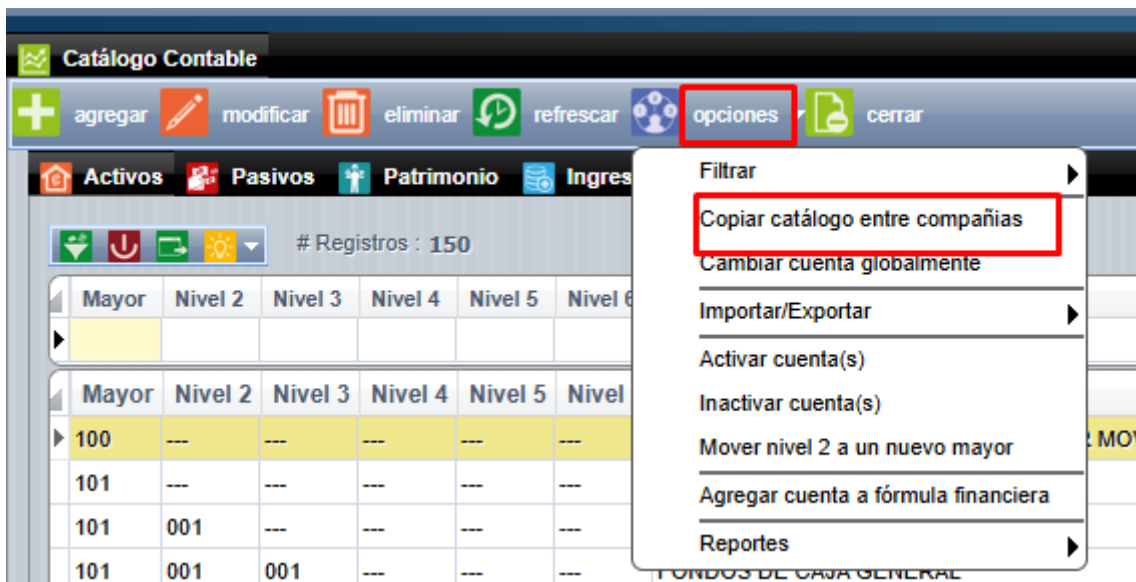 Catálogo Contable
agregar modificar eliminar refrescar opciones cerrar
Activos Pasivos Patrimonio Ingres
Filtrar
Copiar catálogo entre compañias
Cambiar cuenta globalmente
Importar/Exportar
Activar cuenta(s)
Inactivar cuenta(s)
Mover nivel 2 a un nuevo mayor
Agregar cuenta a fórmula financiera
Reportes
# Registros : 150
Mayor Nivel 2 Nivel 3 Nivel 4 Nivel 5 Nivel 6
Mayor Nivel 2 Nivel 3 Nivel 4 Nivel 5 Nivel
100 --- --- --- --- --- R MOV
101 --- --- --- --- ---
101 001 --- --- --- ---
101 001 001 --- --- --- FONDOS DE CAJA GENERAL